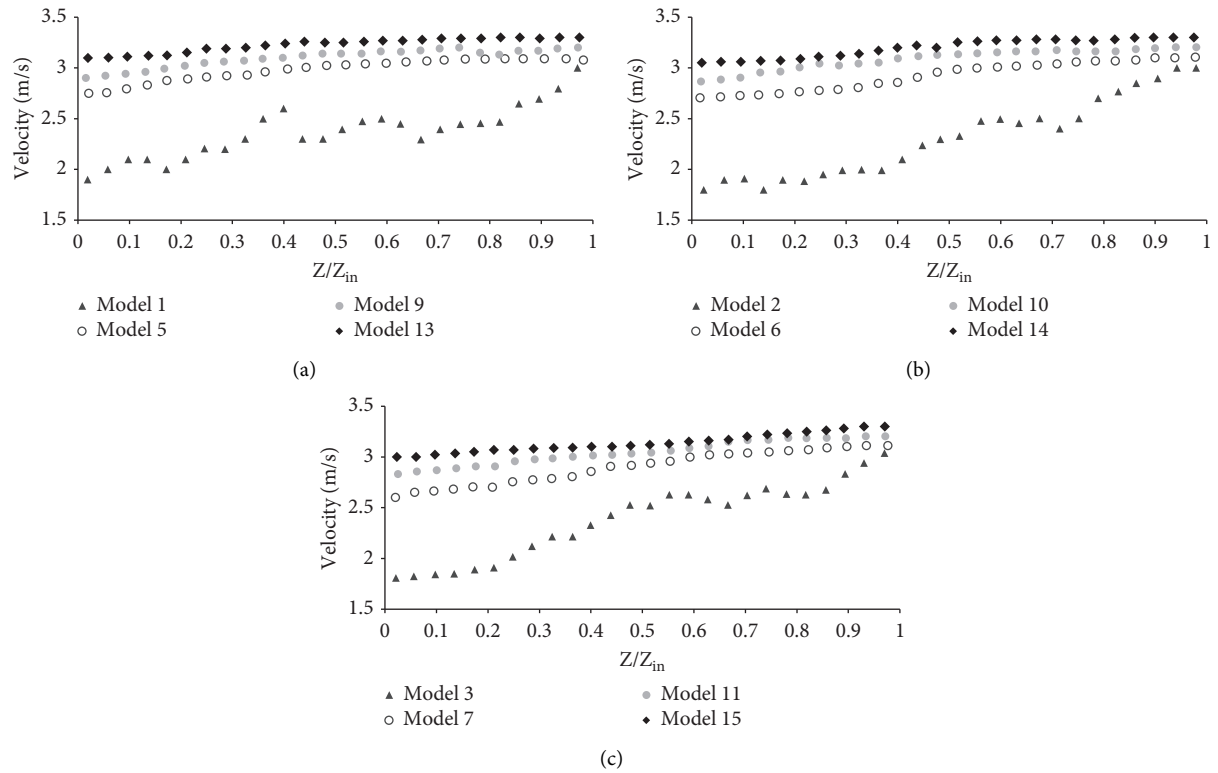 3.5
3
2.5
2
1.5
Velocity (m/s)
0 0.1 0.2 0.3 0.4 0.5 0.6 0.7 0.8 0.9 1
Z/Zin
Model 1 Model 9
Model 5 Model 13
(a)
3.5
3
2.5
2
1.5
Velocity (m/s)
0 0.1 0.2 0.3 0.4 0.5 0.6 0.7 0.8 0.9 1
Z/Zin
Model 2 Model 10
Model 6 Model 14
(b)
3.5
3
2.5
2
1.5
Velocity (m/s)
0 0.1 0.2 0.3 0.4 0.5 0.6 0.7 0.8 0.9 1
Z/Zin
Model 3 Model 11
Model 7 Model 15
(c)